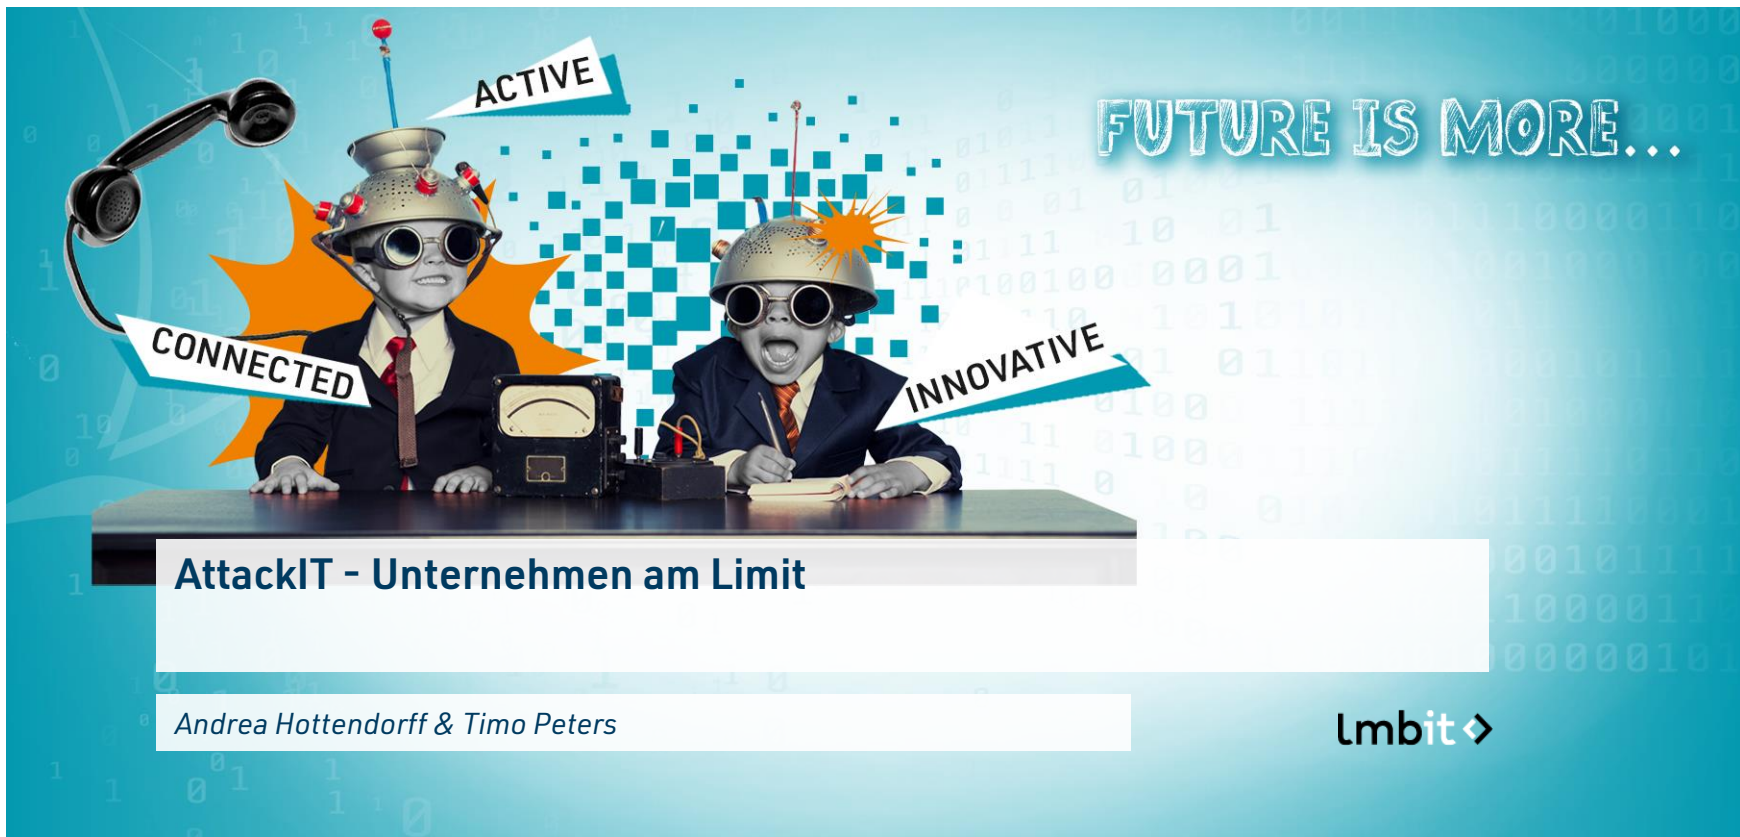 ACTIVE
FUTURE IS MORE...
CONNECTED
INNOVATIVE
AttackIT - Unternehmen am Limit
Andrea Hottendorff & Timo Peters
lmbit